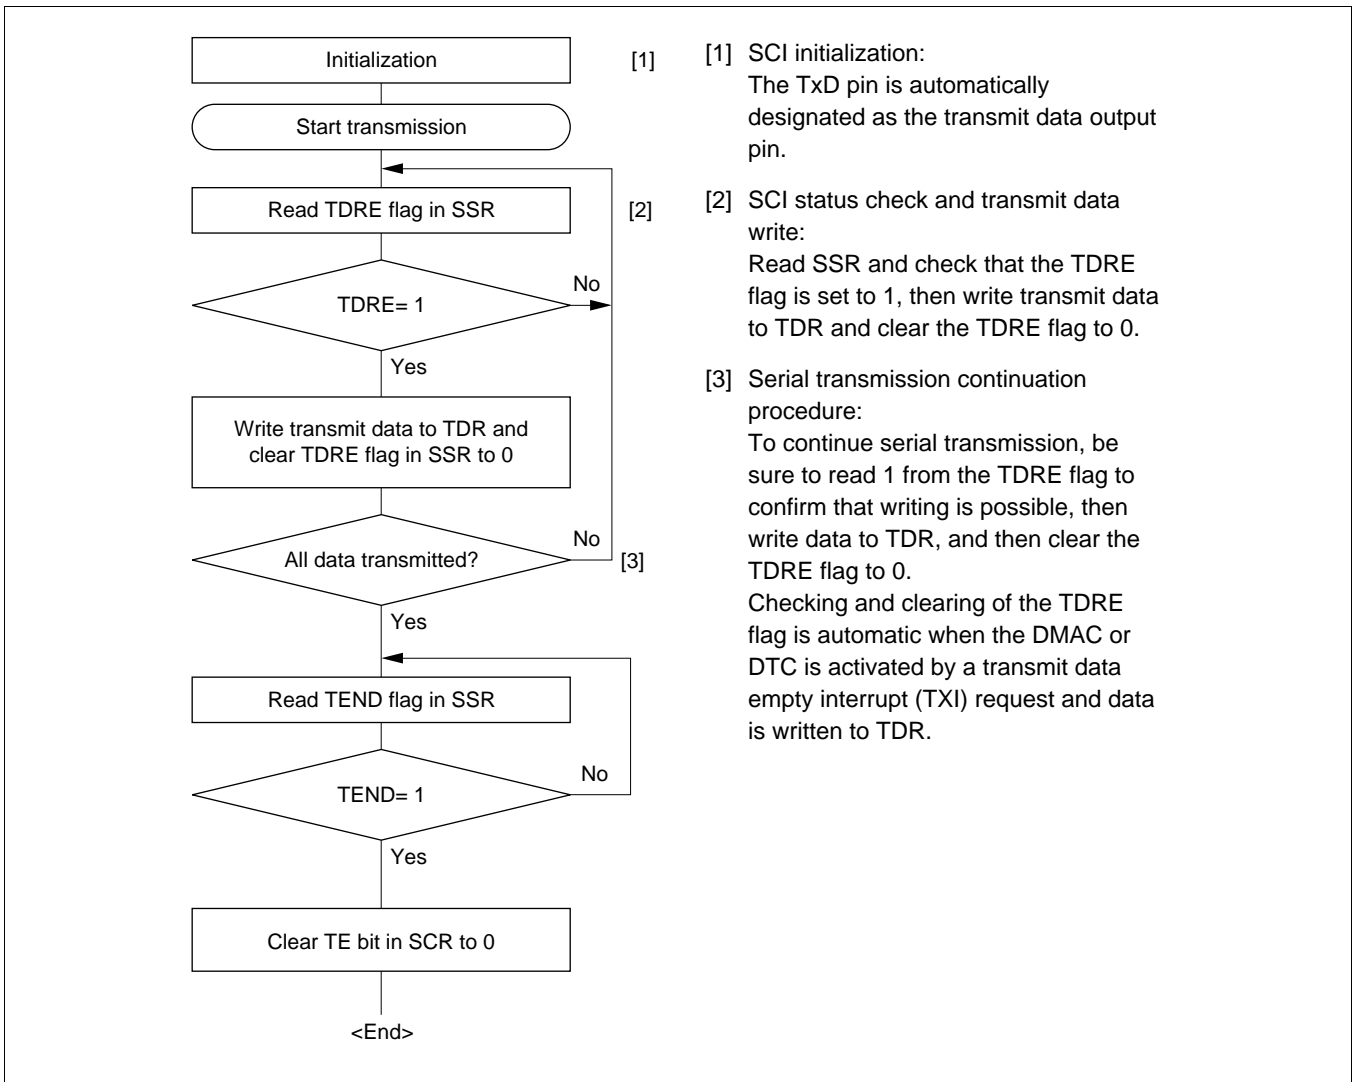 Initialization
[1]
Start transmission
Read TDRE flag in SSR
[2]
TDRE= 1
No
Yes
Write transmit data to TDR and
clear TDRE flag in SSR to 0
All data transmitted?
No
[3]
Yes
Read TEND flag in SSR
TEND= 1
No
Yes
Clear TE bit in SCR to 0
<End>
[1] SCI initialization:
The TxD pin is automatically
designated as the transmit data output
pin.
[2] SCI status check and transmit data
write:
Read SSR and check that the TDRE
flag is set to 1, then write transmit data
to TDR and clear the TDRE flag to 0.
[3] Serial transmission continuation
procedure:
To continue serial transmission, be
sure to read 1 from the TDRE flag to
confirm that writing is possible, then
write data to TDR, and then clear the
TDRE flag to 0.
Checking and clearing of the TDRE
flag is automatic when the DMAC or
DTC is activated by a transmit data
empty interrupt (TXI) request and data
is written to TDR.